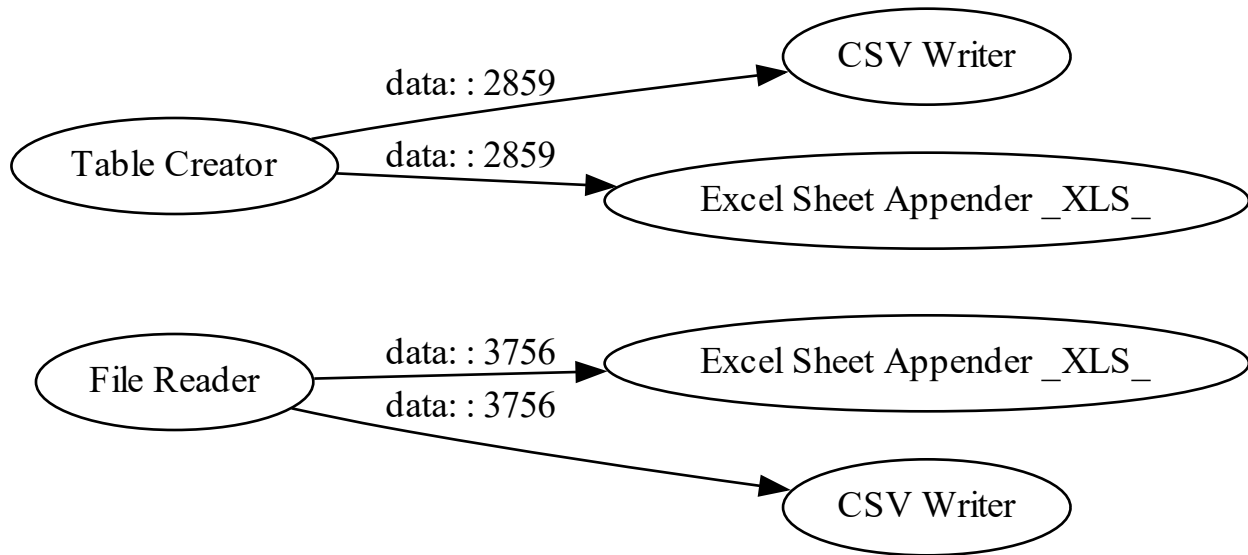 CSV Writer
data: : 2859
Table Creator
data: : 2859
Excel Sheet Appender _XLS_
data: : 3756
Excel Sheet Appender _XLS_
File Reader
data: : 3756
CSV Writer